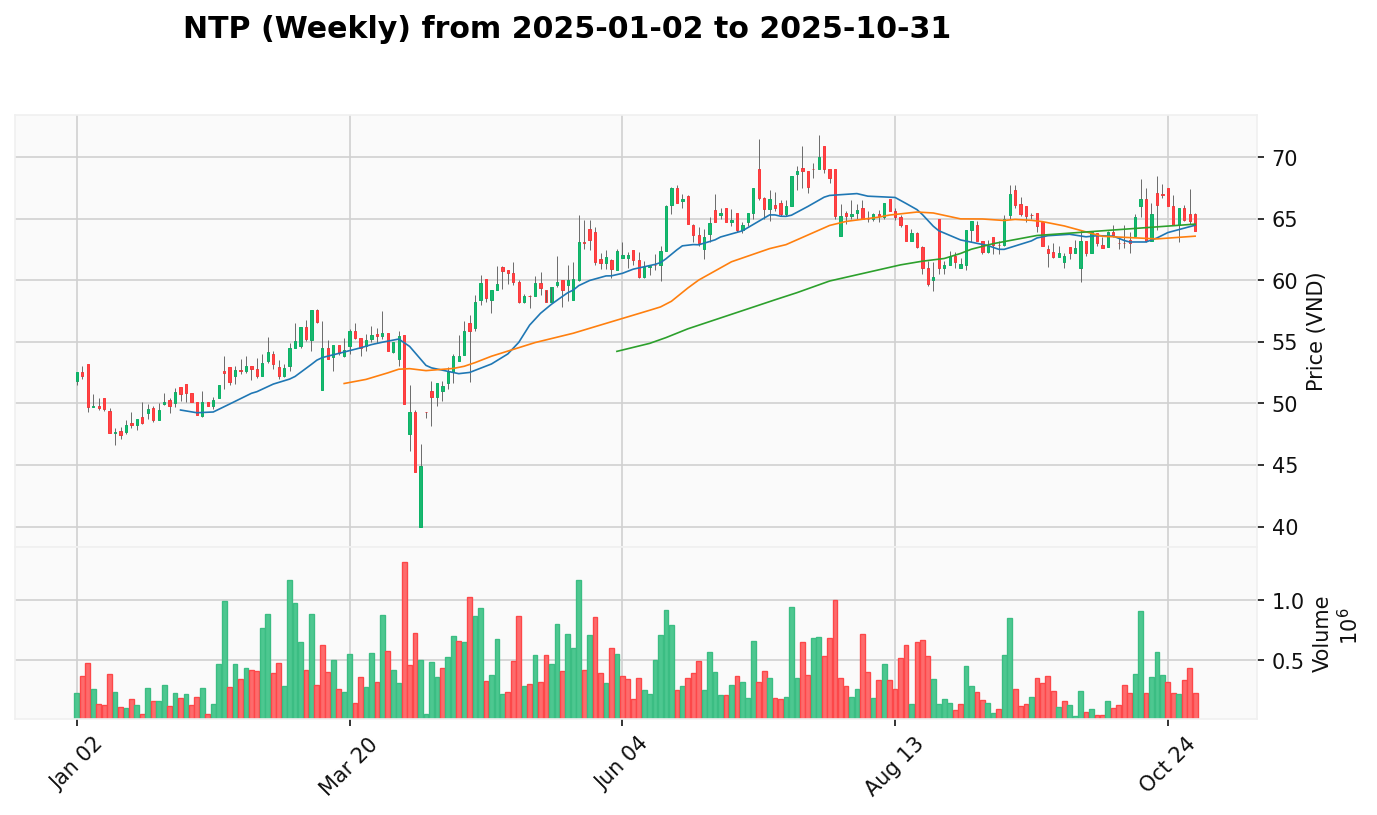 NTP (Weekly) from 2025-01-02 to 2025-10-31
70
65
60
55
50
45
40
Price (VND)
1.0
0.5
Volume
10⁶
Jan 02
Mar 20
Jun 04
Aug 13
Oct 24